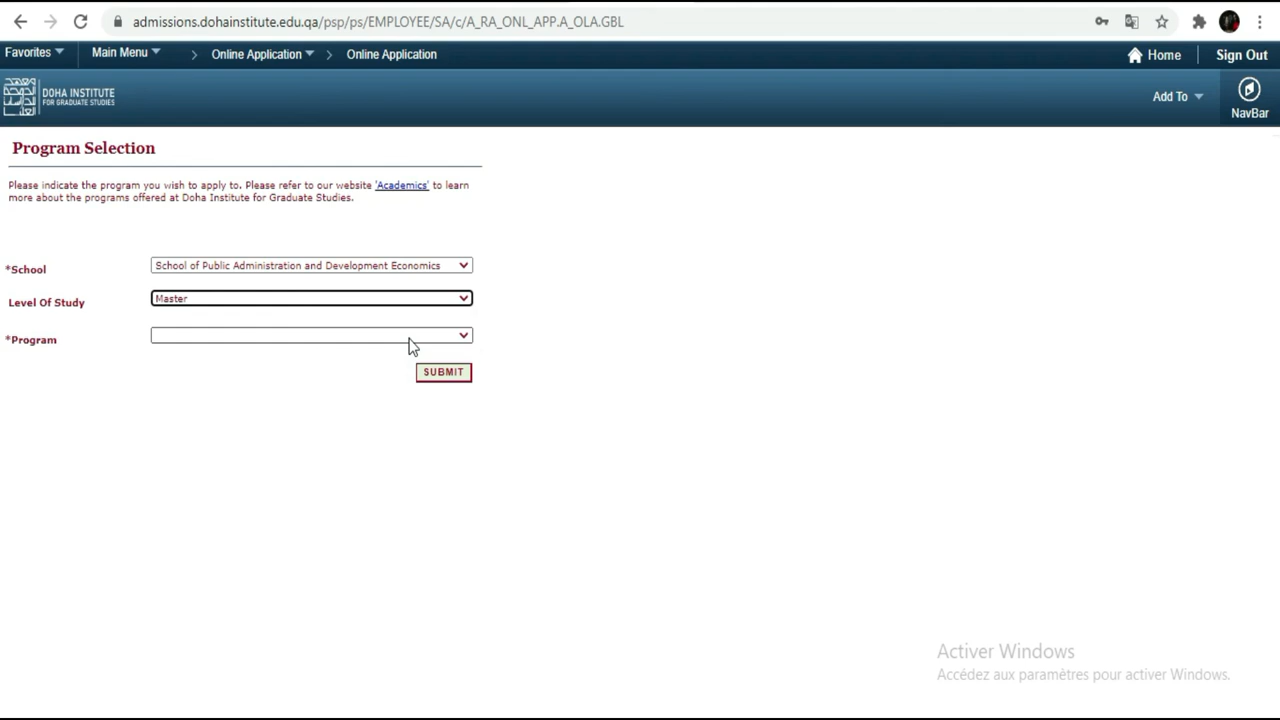 admissions.dohainstitute.edu.qa/psp/ps/EMPLOYEE/SA/c/A_RA_ONL_APP.A_OLA.GBL
Favorites Main Menu > Online Application > Online Application Home Sign Out
DOHA INSTITUTE
FOR GRADUATE STUDIES
Add To
NavBar
Program Selection
Please indicate the program you wish to apply to. Please refer to our website 'Academics' to learn
more about the programs offered at Doha Institute for Graduate Studies.
*School School of Public Administration and Development Economics
Level Of Study Master
*Program
SUBMIT
Activer Windows
Accédez aux paramètres pour activer Windows.